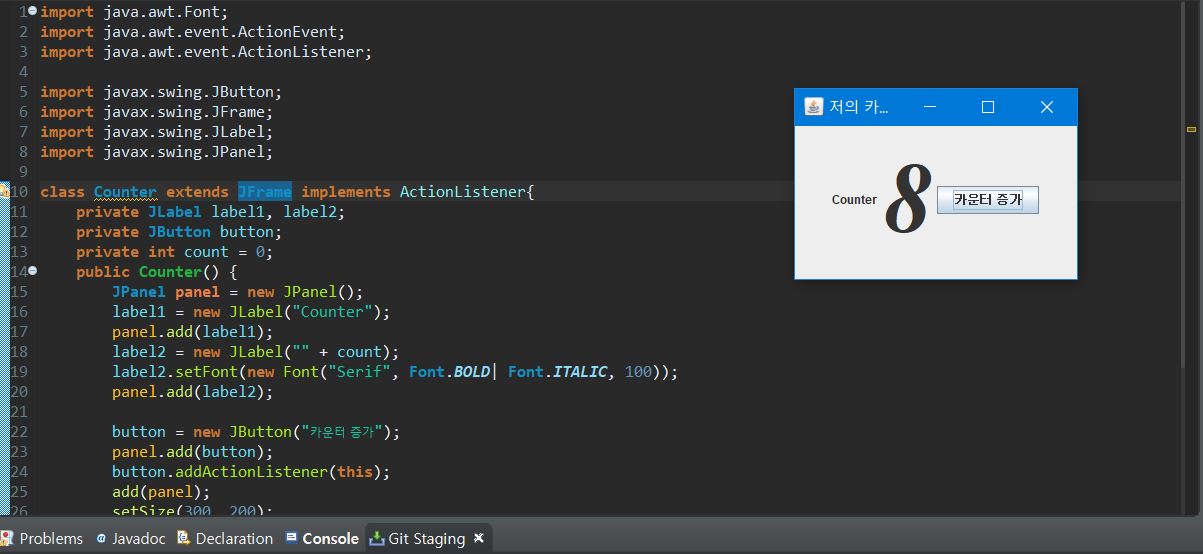 1 import java.awt.Font;
2 import java.awt.event.ActionEvent;
3 import java.awt.event.ActionListener;
4
5 import javax.swing.JButton;
6 import javax.swing.JFrame;
7 import javax.swing.JLabel;
8 import javax.swing.JPanel;
9
10 class Counter extends JFrame implements ActionListener{
11     private JLabel label1, label2;
12     private JButton button;
13     private int count = 0;
14     public Counter() {
15         JPanel panel = new JPanel();
16         label1 = new JLabel("Counter");
17         panel.add(label1);
18         label2 = new JLabel("" + count);
19         label2.setFont(new Font("Serif", Font.BOLD| Font.ITALIC, 100));
20         panel.add(label2);
21
22         button = new JButton("카운터 증가");
23         panel.add(button);
24         button.addActionListener(this);
25         add(panel);
26         setSize(300, 200);
저의 카...
Counter 8 카운터 증가
Problems @ Javadoc Declaration Console Git Staging